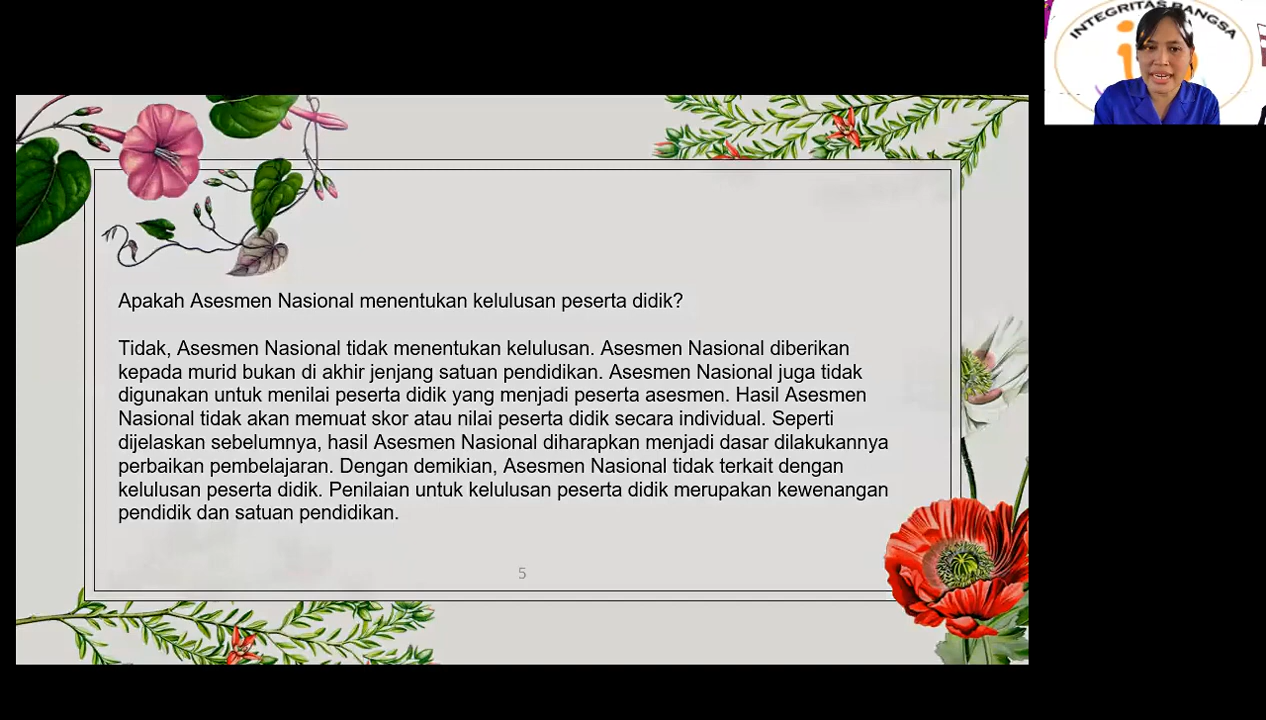 INTEGRITAS BANGSA
Apakah Asesmen Nasional menentukan kelulusan peserta didik?
Tidak, Asesmen Nasional tidak menentukan kelulusan. Asesmen Nasional diberikan
kepada murid bukan di akhir jenjang satuan pendidikan. Asesmen Nasional juga tidak
digunakan untuk menilai peserta didik yang menjadi peserta asesmen. Hasil Asesmen
Nasional tidak akan memuat skor atau nilai peserta didik secara individual. Seperti
dijelaskan sebelumnya, hasil Asesmen Nasional diharapkan menjadi dasar dilakukannya
perbaikan pembelajaran. Dengan demikian, Asesmen Nasional tidak terkait dengan
kelulusan peserta didik. Penilaian untuk kelulusan peserta didik merupakan kewenangan
pendidik dan satuan pendidikan.
5